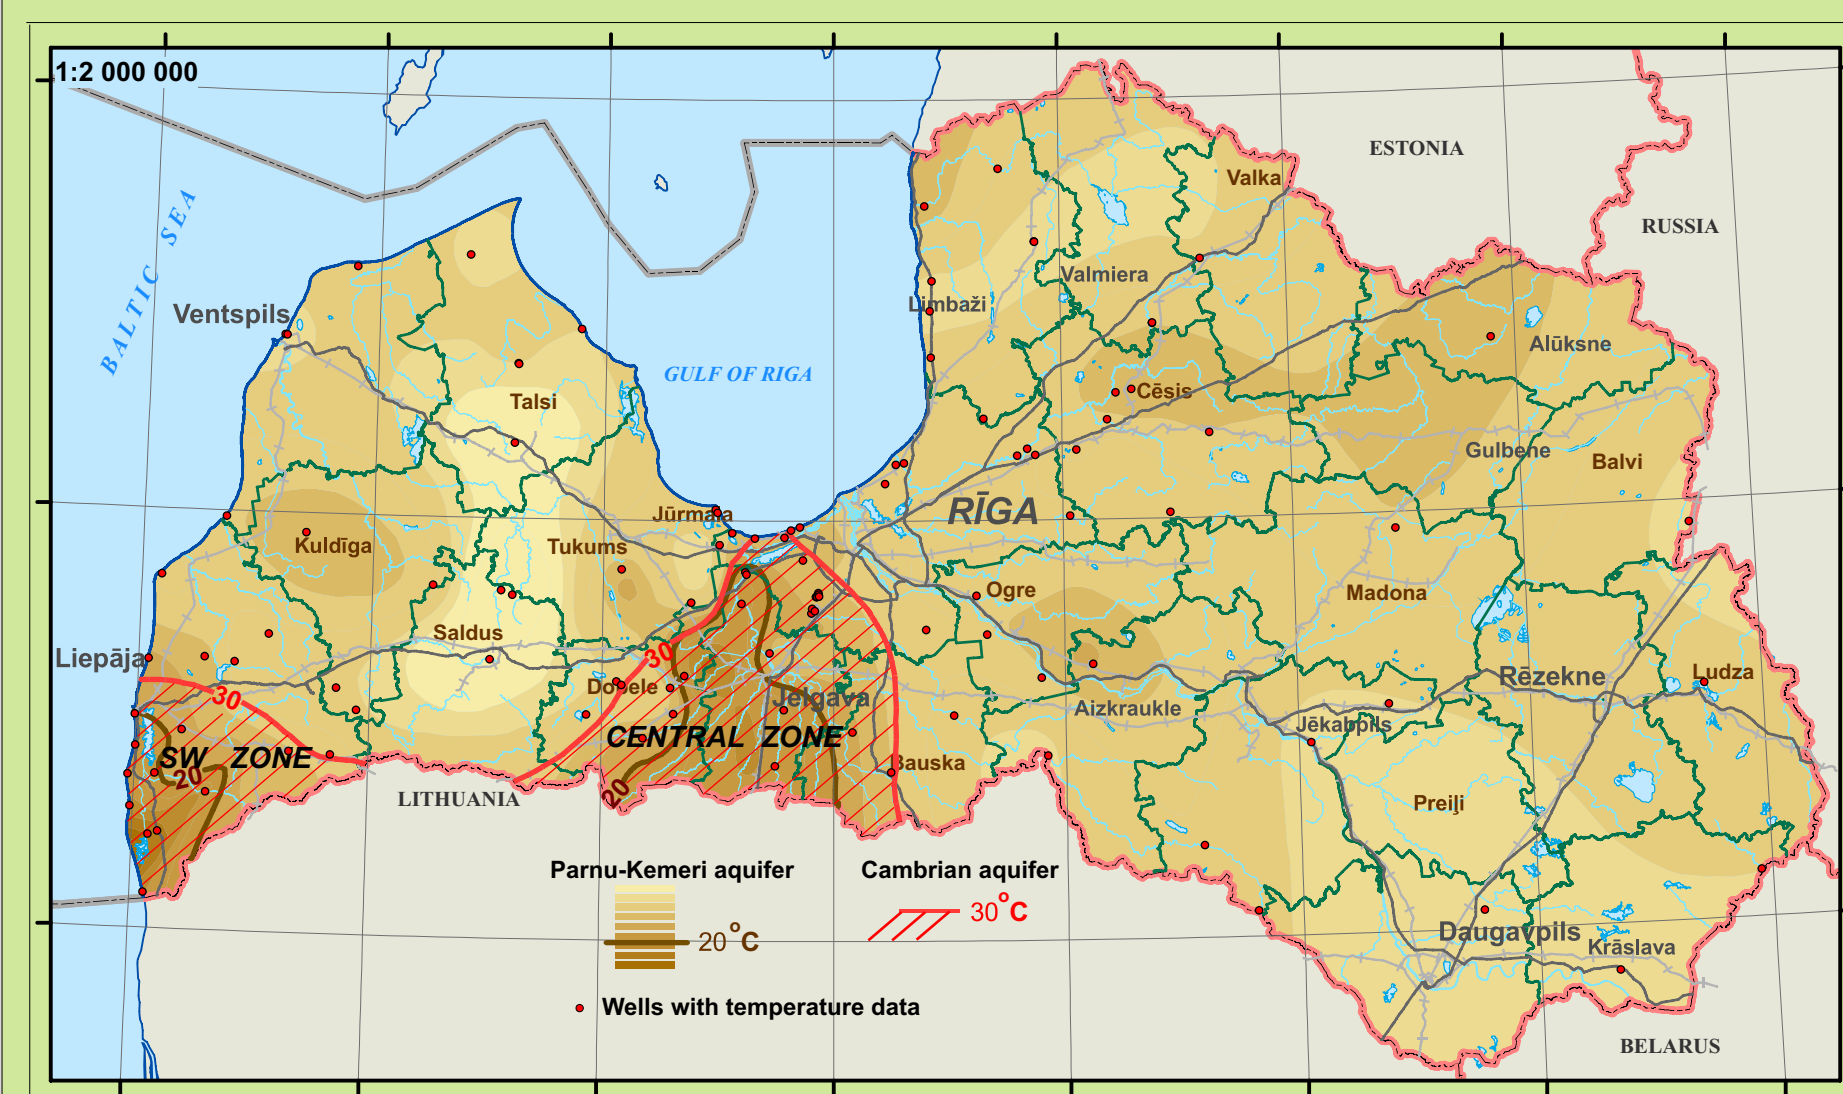 1:2 000 000
ESTONIA
Valka
BALTIC SEA
RUSSIA
Valmiera
Limbaži
Ventspils
Alūksne
GULF OF RIGA
Cēsis
Talsi
Gulbene
Balvi
RĪGA
Jūrmala
Kuldīga
Tukums
Ogre
Madona
Saldus
Liepāja
30
Rēzekne
Ludza
Dobele
30
Jelgava
Aizkraukle
Jēkabpils
CENTRAL ZONE
SW ZONE
Bauska
20
20
LITHUANIA
Preiļi
Parnu-Kemeri aquifer
Cambrian aquifer
30 °C
20 °C
Daugavpils
Krāslava
Wells with temperature data
BELARUS